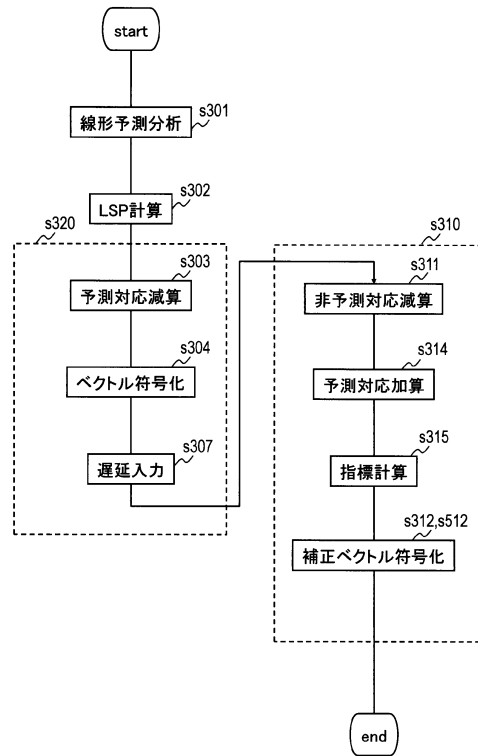 start
線形予測分析
s301
LSP計算
s302
s320
予測対応減算
s303
ベクトル符号化
s304
遅延入力
s307
s310
非予測対応減算
s311
予測対応加算
s314
指標計算
s315
補正ベクトル符号化
s312,s512
end